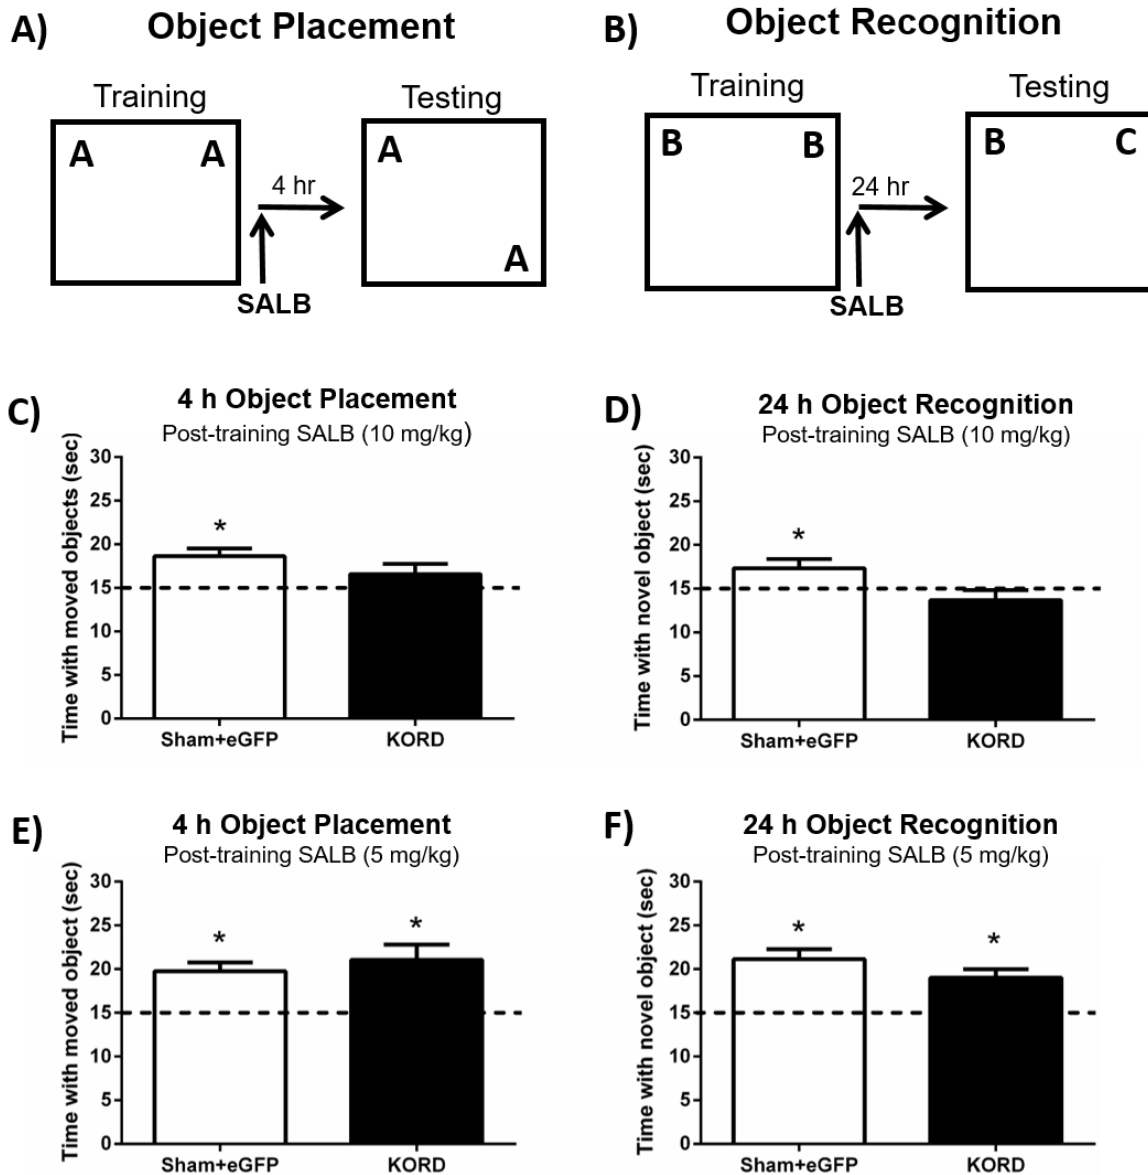 A) Object Placement
Training
Testing
A A
4 hr
A
A
SALB
B) Object Recognition
Training
Testing
B B
24 hr
B C
SALB
C) 4 h Object Placement
Post-training SALB (10 mg/kg)
Time with moved objects (sec)
30
25
20
15
10
5
0
*
Sham+eGFP KORD
D) 24 h Object Recognition
Post-training SALB (10 mg/kg)
Time with novel object (sec)
30
25
20
15
10
5
0
*
Sham+eGFP KORD
E) 4 h Object Placement
Post-training SALB (5 mg/kg)
Time with moved object (sec)
30
25
20
15
10
5
0
* *
Sham+eGFP KORD
F) 24 h Object Recognition
Post-training SALB (5 mg/kg)
Time with novel object (sec)
30
25
20
15
10
5
0
* *
Sham+eGFP KORD